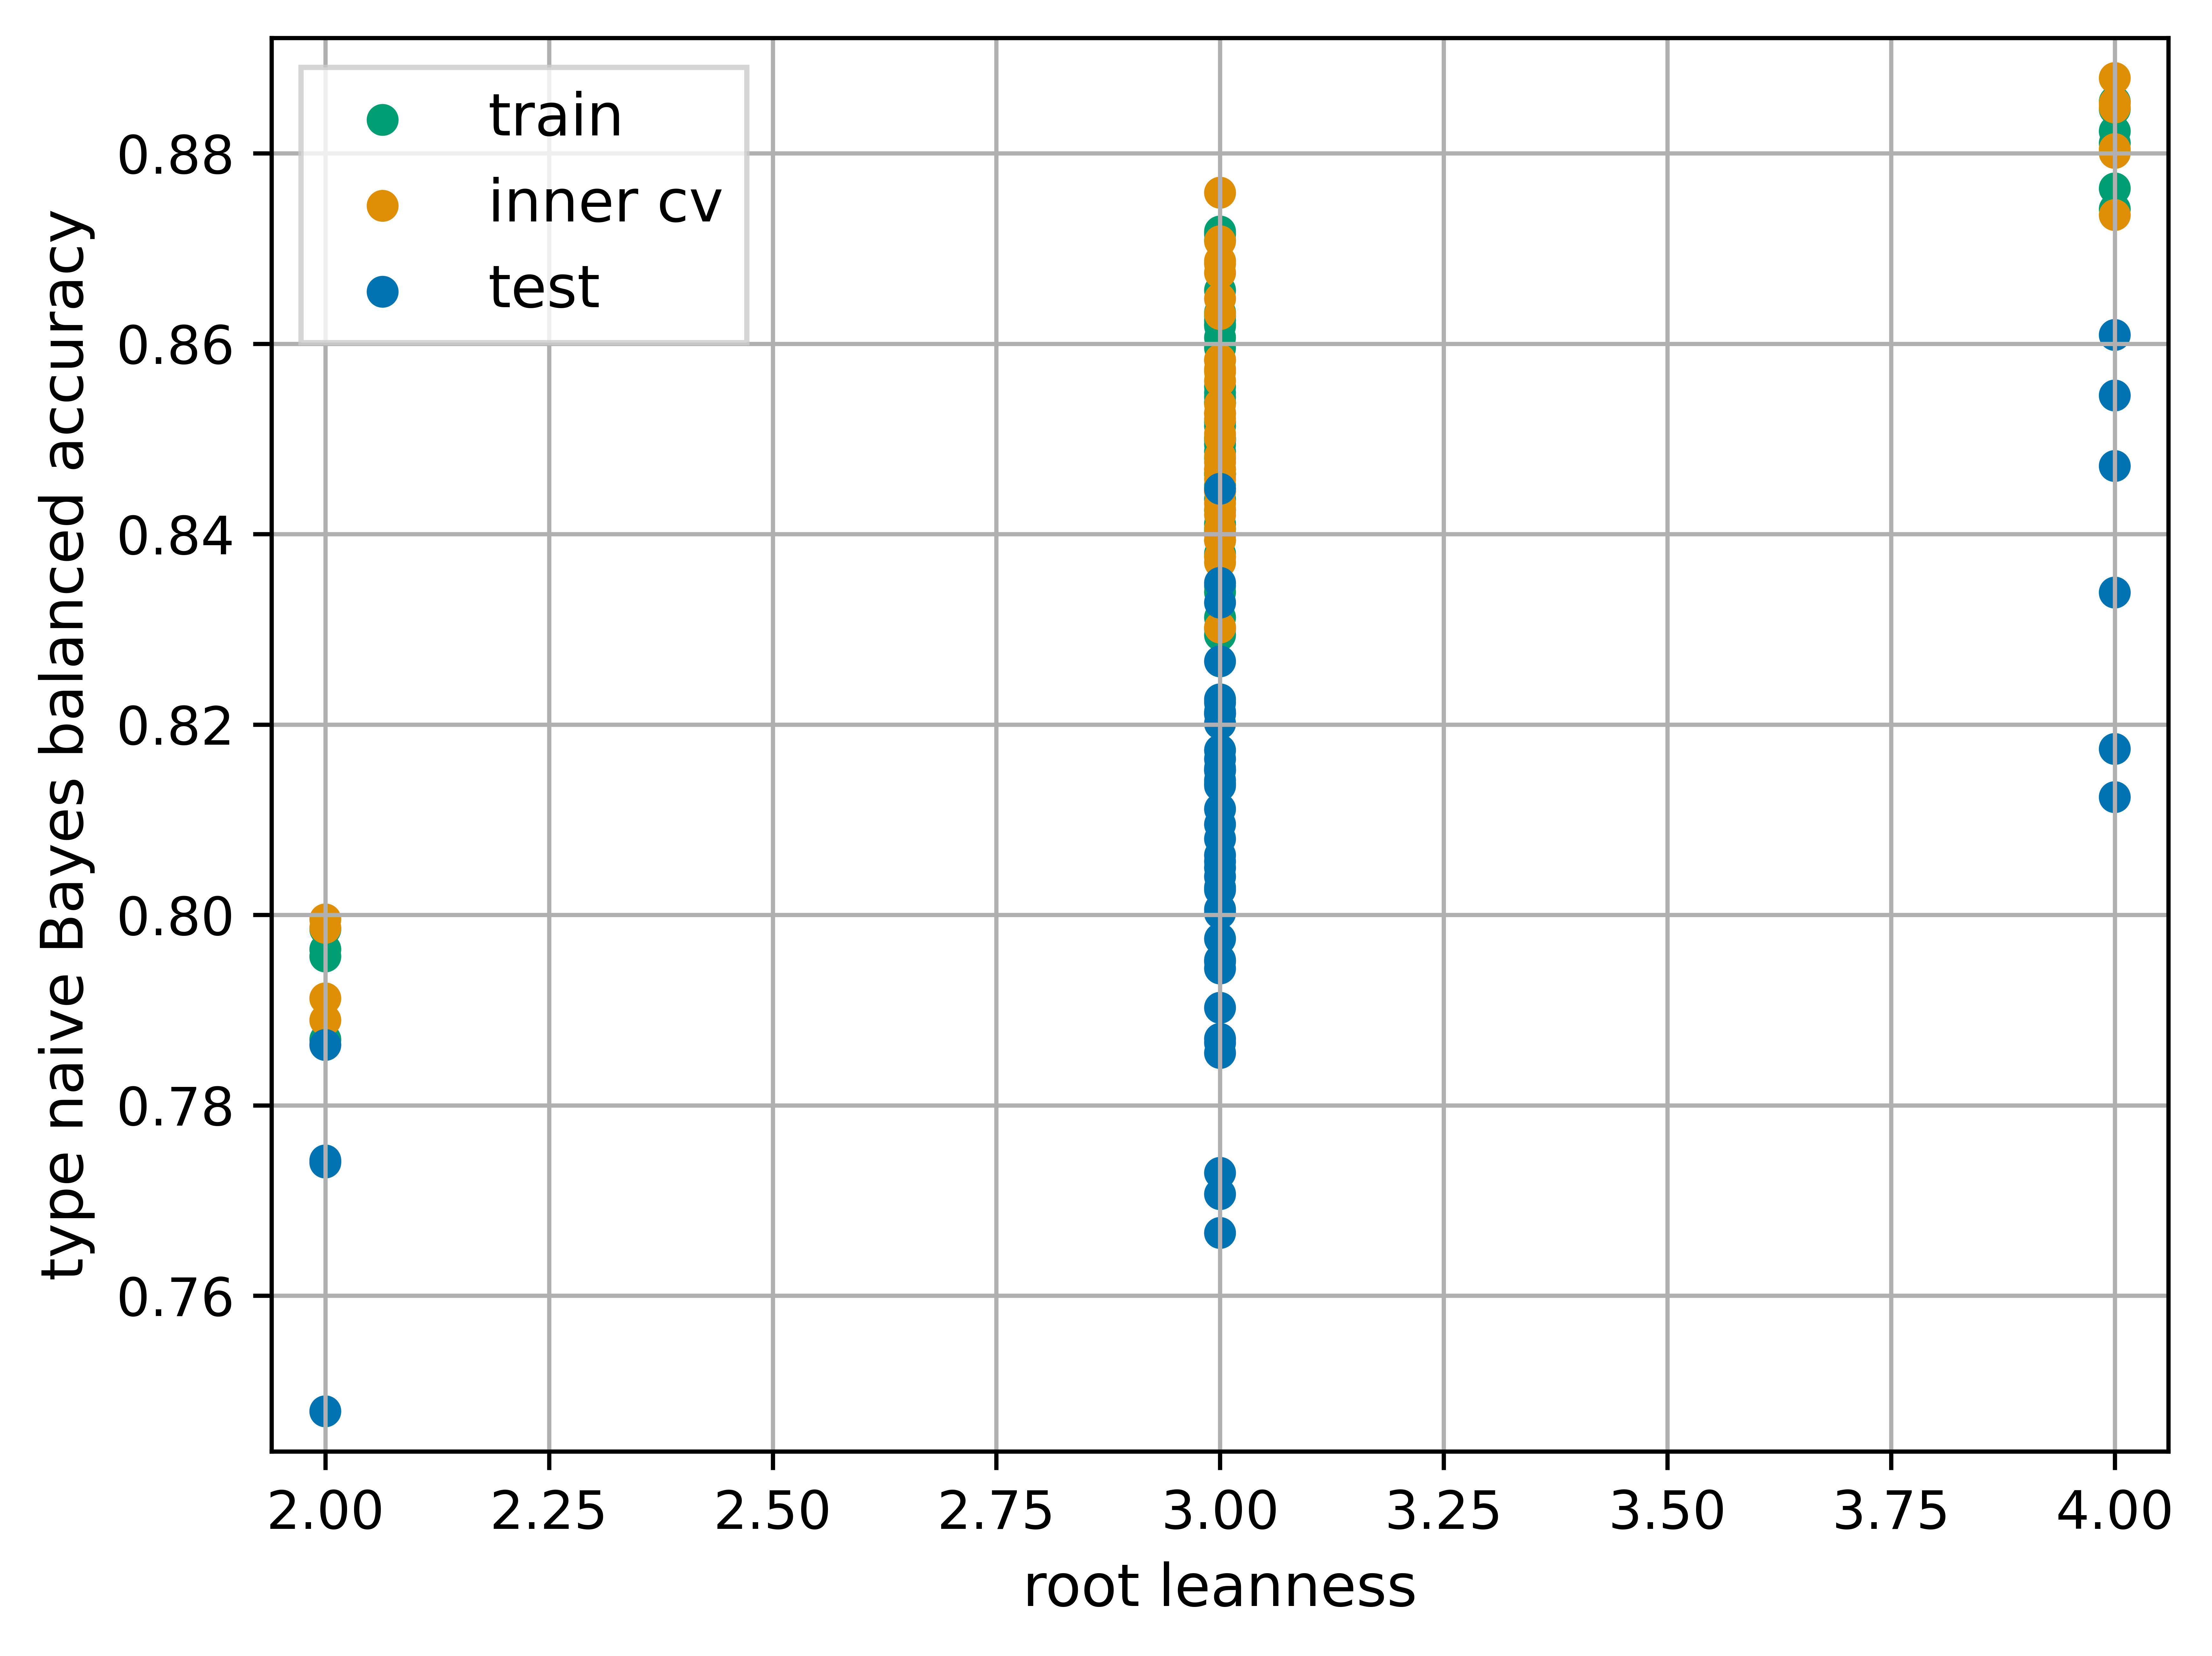 train
inner cv
test
0.88
0.86
0.84
0.82
0.80
0.78
0.76
type naive Bayes balanced accuracy
2.00 2.25 2.50 2.75 3.00 3.25 3.50 3.75 4.00
root leanness